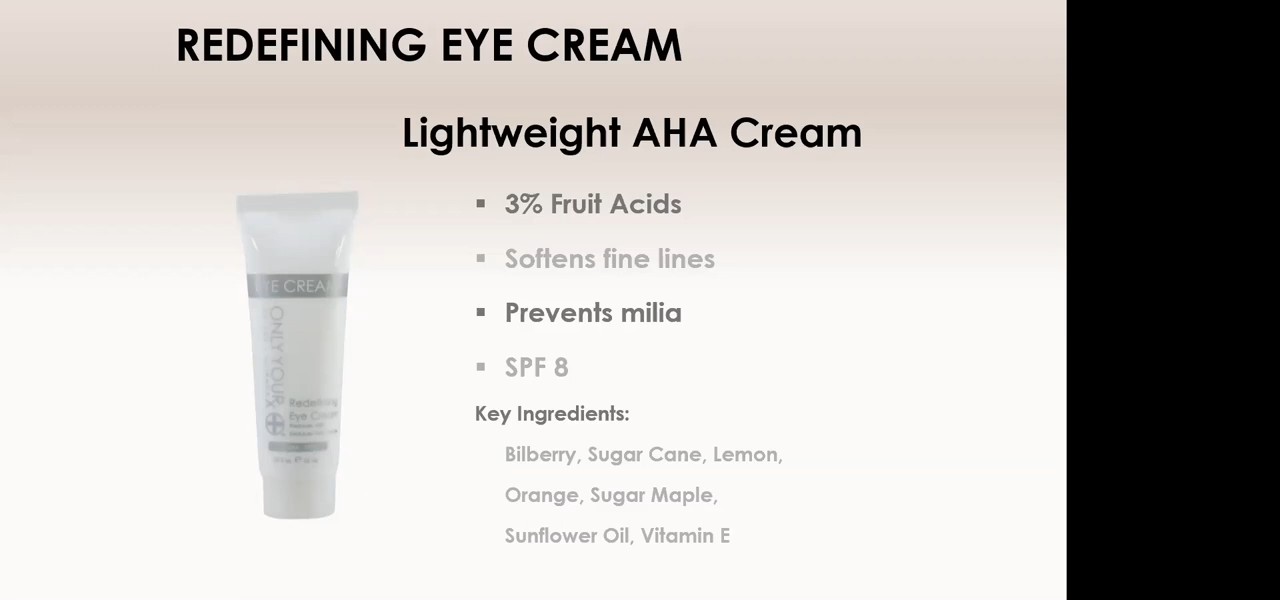 REDEFINING EYE CREAM
Lightweight AHA Cream
▪ 3% Fruit Acids
▪ Softens fine lines
▪ Prevents milia
▪ SPF 8
Key Ingredients:
Bilberry, Sugar Cane, Lemon,
Orange, Sugar Maple,
Sunflower Oil, Vitamin E
EYE CREAM
ONLY YOUR
Redefining
Eye Cream